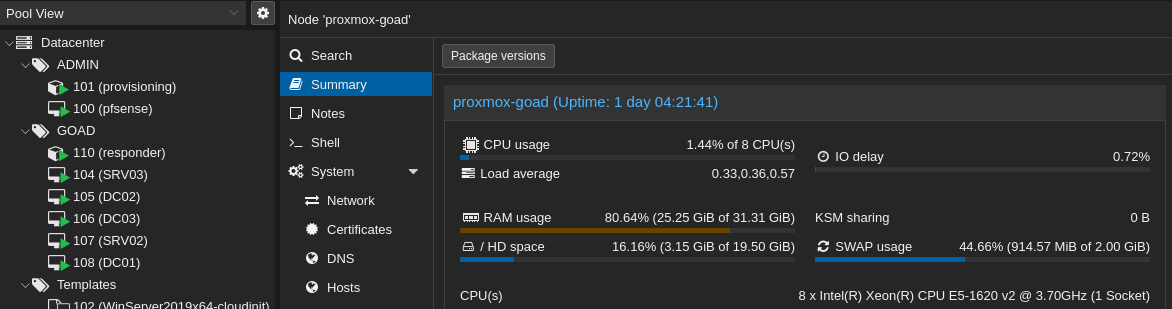 Pool View
Datacenter
ADMIN
101 (provisioning)
100 (pfsense)
GOAD
110 (responder)
104 (SRV03)
105 (DC02)
106 (DC03)
107 (SRV02)
108 (DC01)
Templates
102 (WinServer2019x64-cloudinit)
Node 'proxmox-goad'
Search
Summary
Notes
Shell
System
Network
Certificates
DNS
Hosts
Package versions
proxmox-goad (Uptime: 1 day 04:21:41)
CPU usage 1.44% of 8 CPU(s)
IO delay 0.72%
Load average 0.33,0.36,0.57
RAM usage 80.64% (25.25 GiB of 31.31 GiB)
KSM sharing 0 B
/ HD space 16.16% (3.15 GiB of 19.50 GiB)
SWAP usage 44.66% (914.57 MiB of 2.00 GiB)
CPU(s) 8 x Intel(R) Xeon(R) CPU E5-1620 v2 @ 3.70GHz (1 Socket)